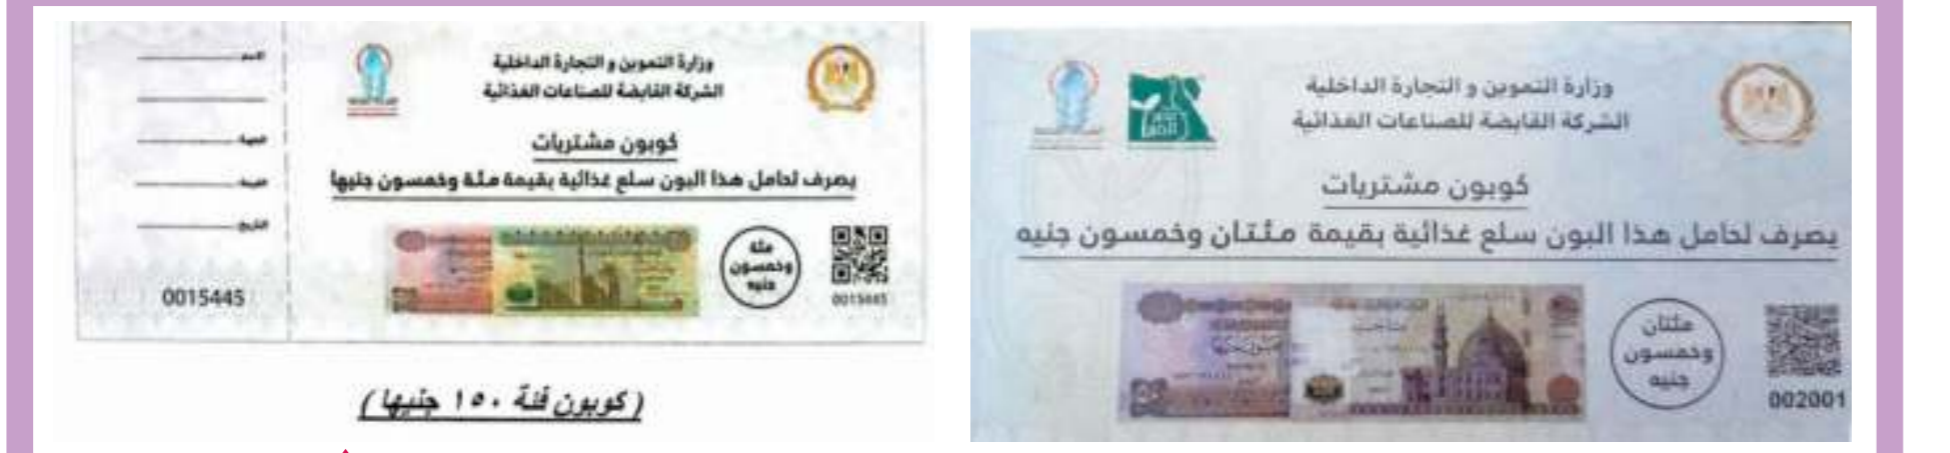 وزارة التموين و التجارة الداخلية
الشركة القابضة للصناعات الغذائية
كوبون مشتريات
يصرف لحامل هذا البون سلع غذائية بقيمة مئة وخمسون جنيها
مئة
وخمسون
جنيه
0015445
الاسم
التاريخ
0015445
(كوبون فئة ١٥٠ جنيها)
وزارة التموين و التجارة الداخلية
الشركة القابضة للصناعات الغذائية
كوبون مشتريات
يصرف لحامل هذا البون سلع غذائية بقيمة مئتان وخمسون جنيه
مئتان
وخمسون
جنيه
002001